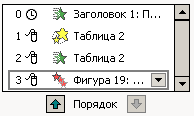 0 Заголовок 1: П...
1 Таблица 2
2 Таблица 2
3 Фигура 19: ...
Порядок